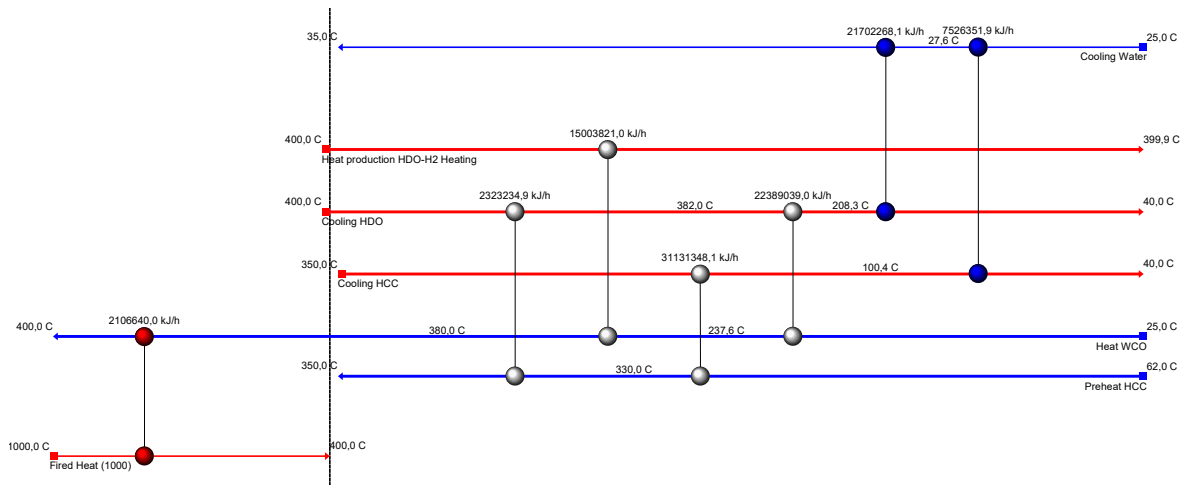 35,0 C
21702268,1 kJ/h
7526351,9 kJ/h
27,6 C
25,0 C
Cooling Water
400,0 C
15003821,0 kJ/h
399,9 C
Heat production HDO-H2 Heating
400,0 C
2323234,9 kJ/h
382,0 C
22389039,0 kJ/h
208,3 C
40,0 C
Cooling HDO
350,0 C
31131348,1 kJ/h
100,4 C
40,0 C
Cooling HCC
400,0 C
2106640,0 kJ/h
380,0 C
237,6 C
25,0 C
Heat WCO
350,0 C
330,0 C
62,0 C
Preheat HCC
1000,0 C
400,0 C
Fired Heat (1000)